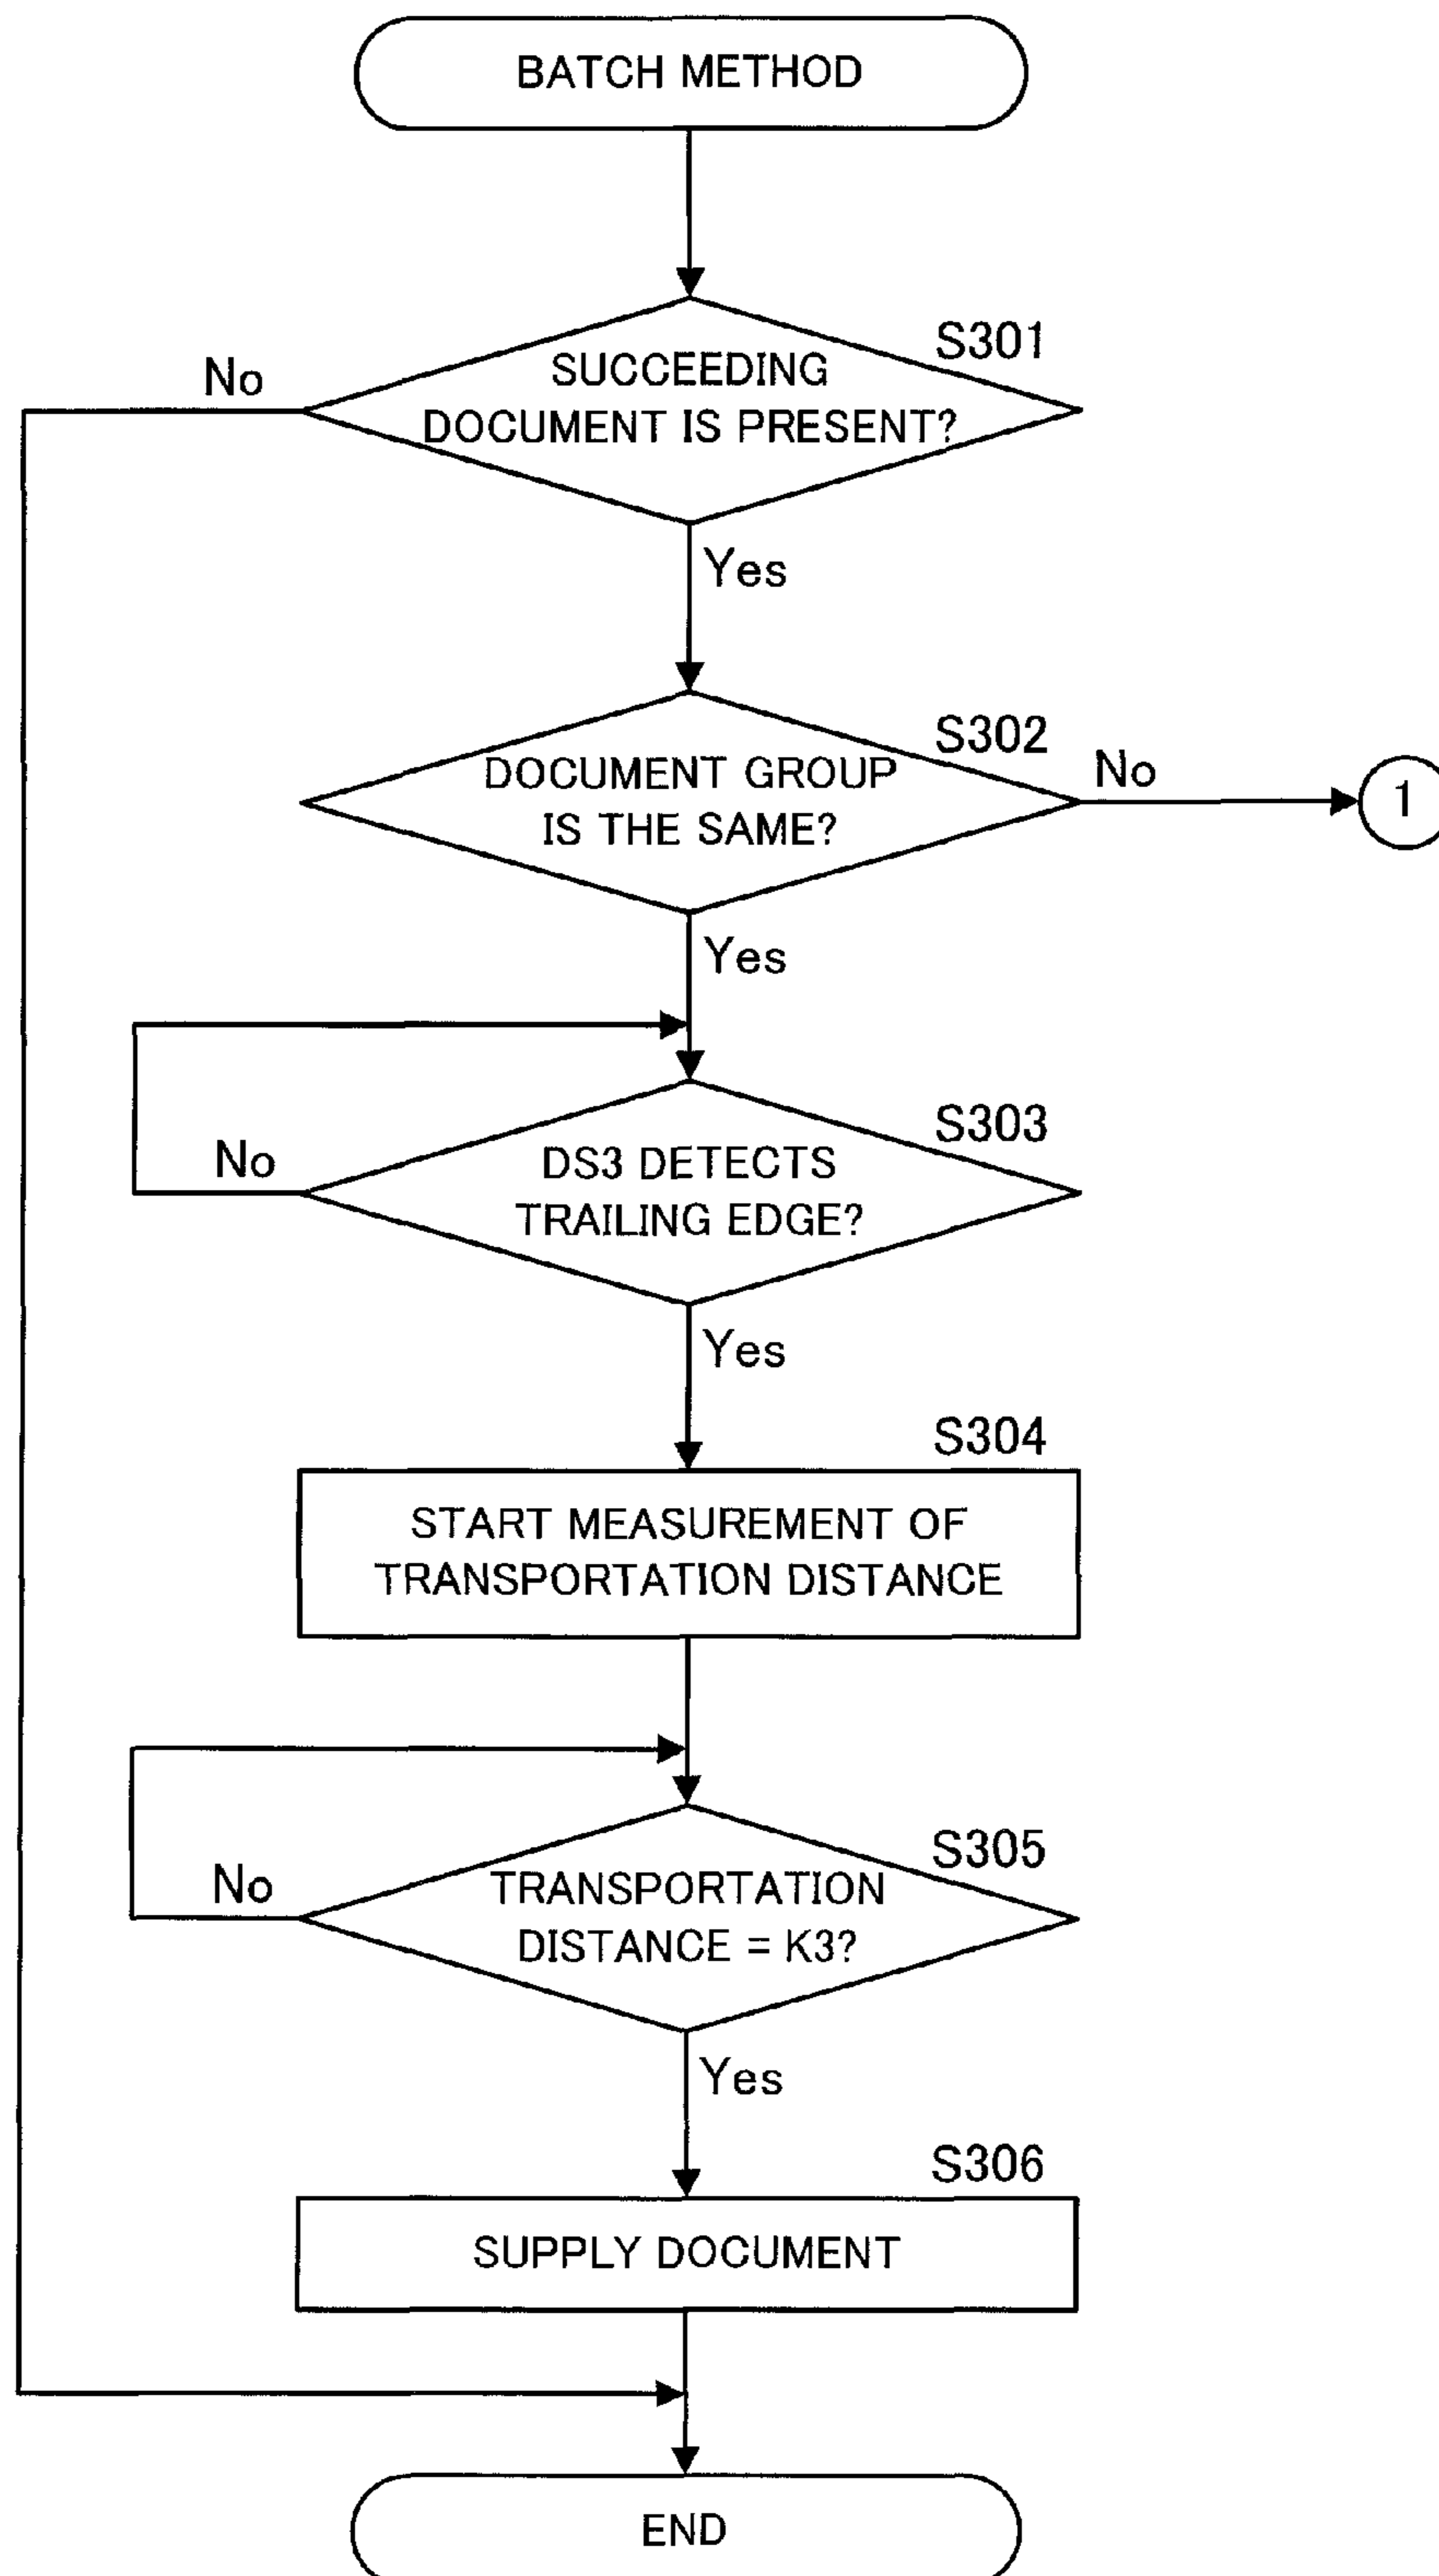 BATCH METHOD
S301
No
SUCCEEDING
DOCUMENT IS PRESENT?
Yes
S302
No
DOCUMENT GROUP
IS THE SAME?
1
Yes
S303
No
DS3 DETECTS
TRAILING EDGE?
Yes
S304
START MEASUREMENT OF
TRANSPORTATION DISTANCE
S305
No
TRANSPORTATION
DISTANCE = K3?
Yes
S306
SUPPLY DOCUMENT
END